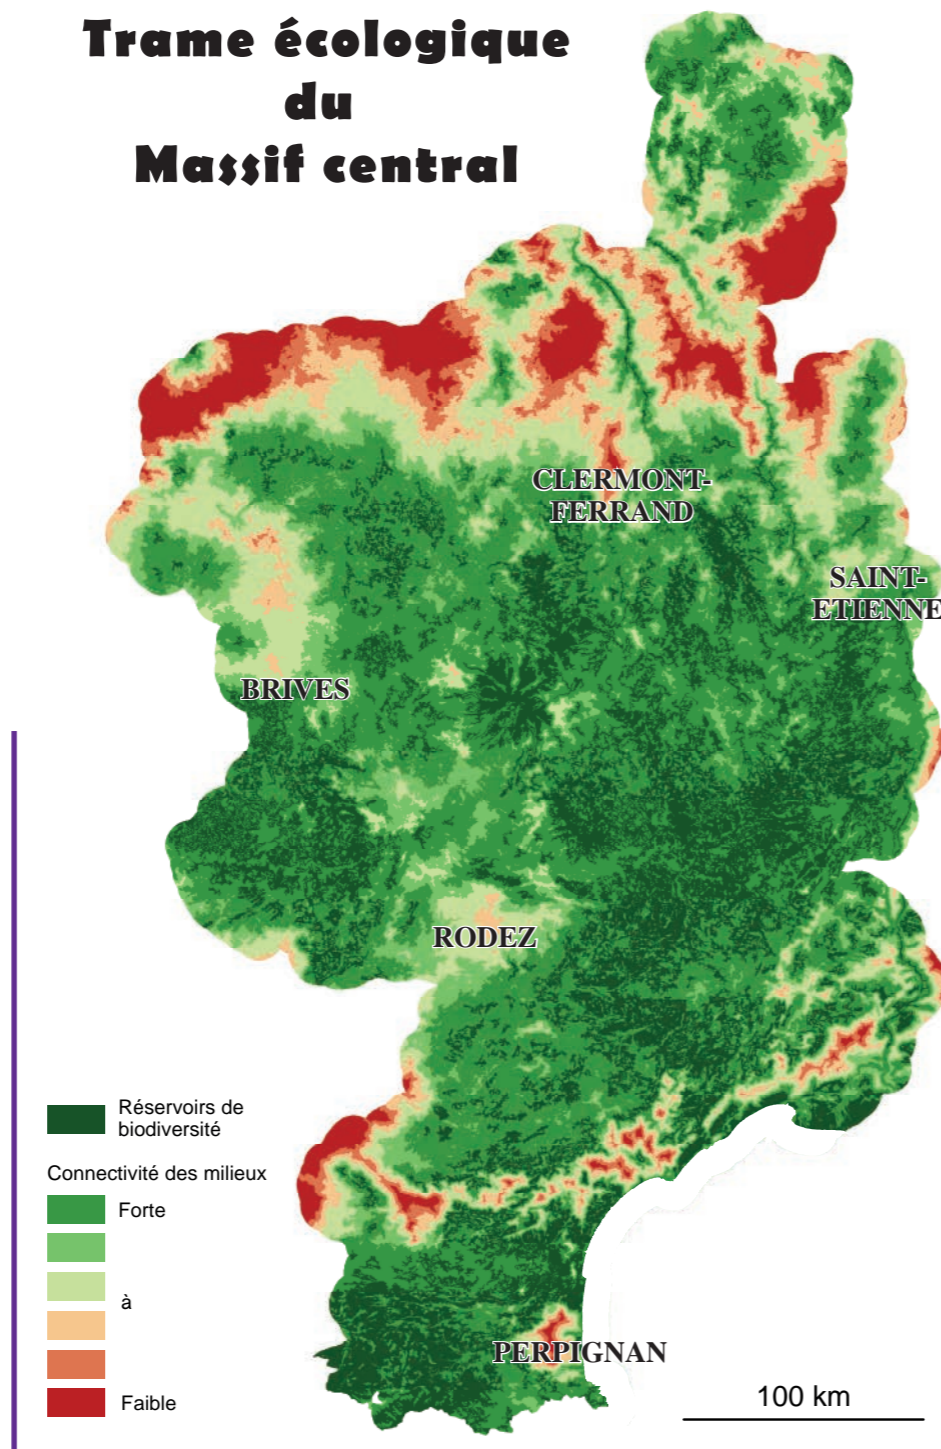 Trame écologique
du
Massif central
CLERMONT-
FERRAND
SAINT-
ETIENNE
BRIVES
RODEZ
PERPIGNAN
Réservoirs de
biodiversité
Connectivité des milieux
Forte
à
Faible
100 km